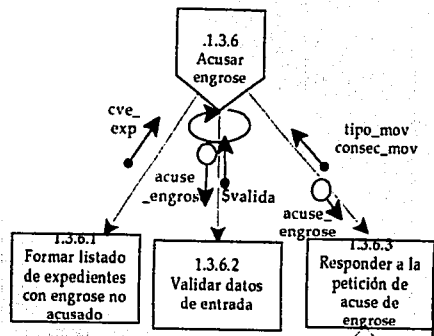 .1.3.6
Acusar
engrose
cve_
exp
tipo_mov
consec_mov
acuse
_engrose
$valida
acuse_
engrose
1.3.6.1
Formar listado
de expedientes
con engrose no
acusado
1.3.6.2
Validar datos
de entrada
1.3.6.3
Responder a la
petición de
acuse de
engrose